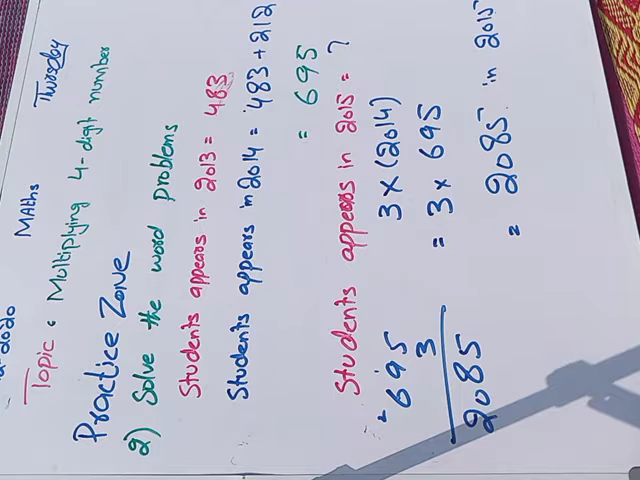 MAths
Tuesday
Topic: Multiplying 4-digit number
Practice Zone
2) Solve the word problems
Students appears in 2013 = 483
Students appears in 2014 = 483 + 212
= 695
Students appears in 2015 = ?
695
3
2085
3 × (2014)
= 3 × 695
= 2085 in 2015